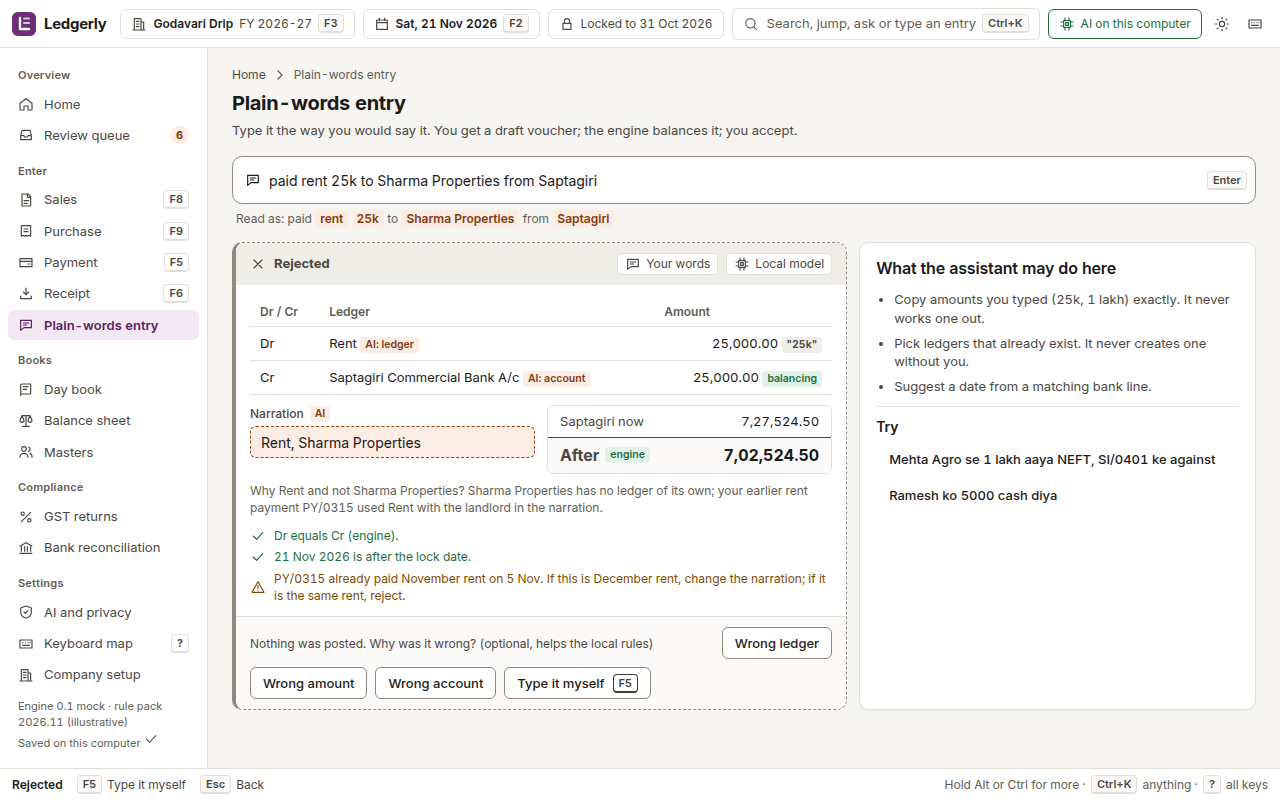 Ledgerly
Godavari Drip FY 2026-27 F3
Sat, 21 Nov 2026 F2
Locked to 31 Oct 2026
Search, jump, ask or type an entry Ctrl+K
AI on this computer
Overview
Home
Review queue 6
Enter
Sales F8
Purchase F9
Payment F5
Receipt F6
Plain-words entry
Books
Day book
Balance sheet
Masters
Compliance
GST returns
Bank reconciliation
Settings
AI and privacy
Keyboard map ?
Company setup
Engine 0.1 mock · rule pack
2026.11 (illustrative)
Saved on this computer
Home > Plain-words entry
Plain-words entry
Type it the way you would say it. You get a draft voucher; the engine balances it; you accept.
paid rent 25k to Sharma Properties from Saptagiri Enter
Read as: paid rent 25k to Sharma Properties from Saptagiri
Rejected Your words Local model
Dr / Cr Ledger Amount
Dr Rent AI: ledger 25,000.00 "25k"
Cr Saptagiri Commercial Bank A/c AI: account 25,000.00 balancing
Narration AI
Rent, Sharma Properties
Saptagiri now 7,27,524.50
After engine 7,02,524.50
Why Rent and not Sharma Properties? Sharma Properties has no ledger of its own; your earlier rent
payment PY/0315 used Rent with the landlord in the narration.
Dr equals Cr (engine).
21 Nov 2026 is after the lock date.
PY/0315 already paid November rent on 5 Nov. If this is December rent, change the narration; if it
is the same rent, reject.
Nothing was posted. Why was it wrong? (optional, helps the local rules) Wrong ledger
Wrong amount Wrong account Type it myself F5
What the assistant may do here
• Copy amounts you typed (25k, 1 lakh) exactly. It never
works one out.
• Pick ledgers that already exist. It never creates one
without you.
• Suggest a date from a matching bank line.
Try
Mehta Agro se 1 lakh aaya NEFT, SI/0401 ke against
Ramesh ko 5000 cash diya
Rejected F5 Type it myself Esc Back
Hold Alt or Ctrl for more · Ctrl+K anything · ? all keys